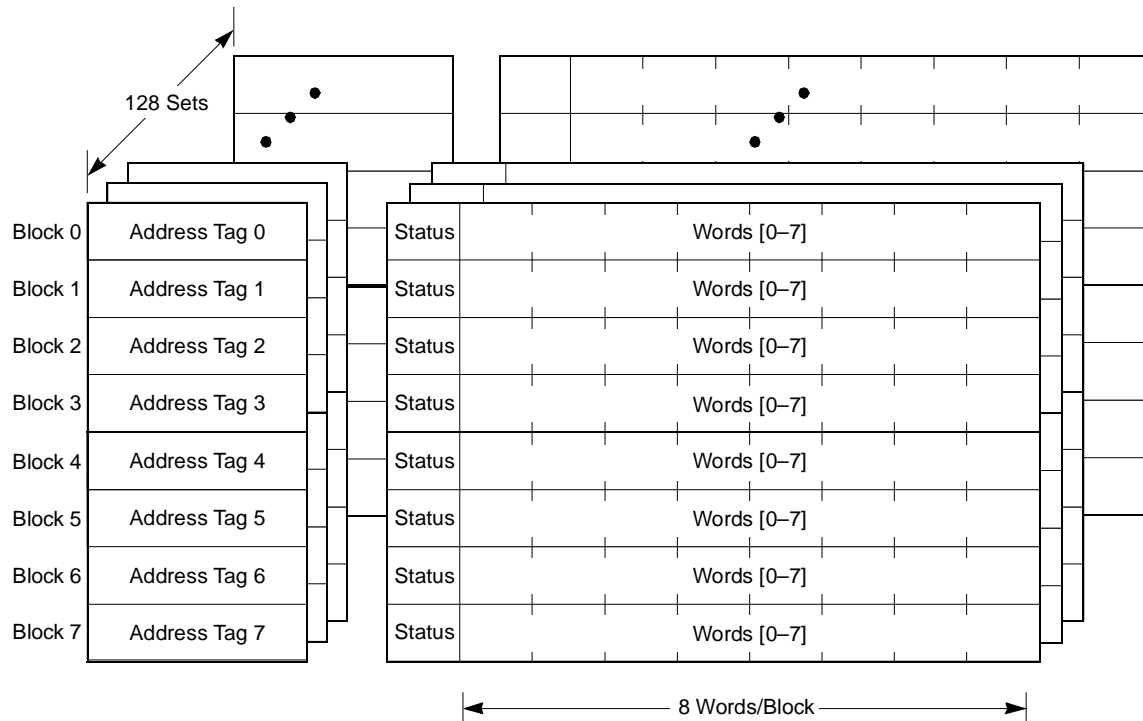 128 Sets
Block 0 Address Tag 0 Status Words [0–7]
Block 1 Address Tag 1 Status Words [0–7]
Block 2 Address Tag 2 Status Words [0–7]
Block 3 Address Tag 3 Status Words [0–7]
Block 4 Address Tag 4 Status Words [0–7]
Block 5 Address Tag 5 Status Words [0–7]
Block 6 Address Tag 6 Status Words [0–7]
Block 7 Address Tag 7 Status Words [0–7]
8 Words/Block